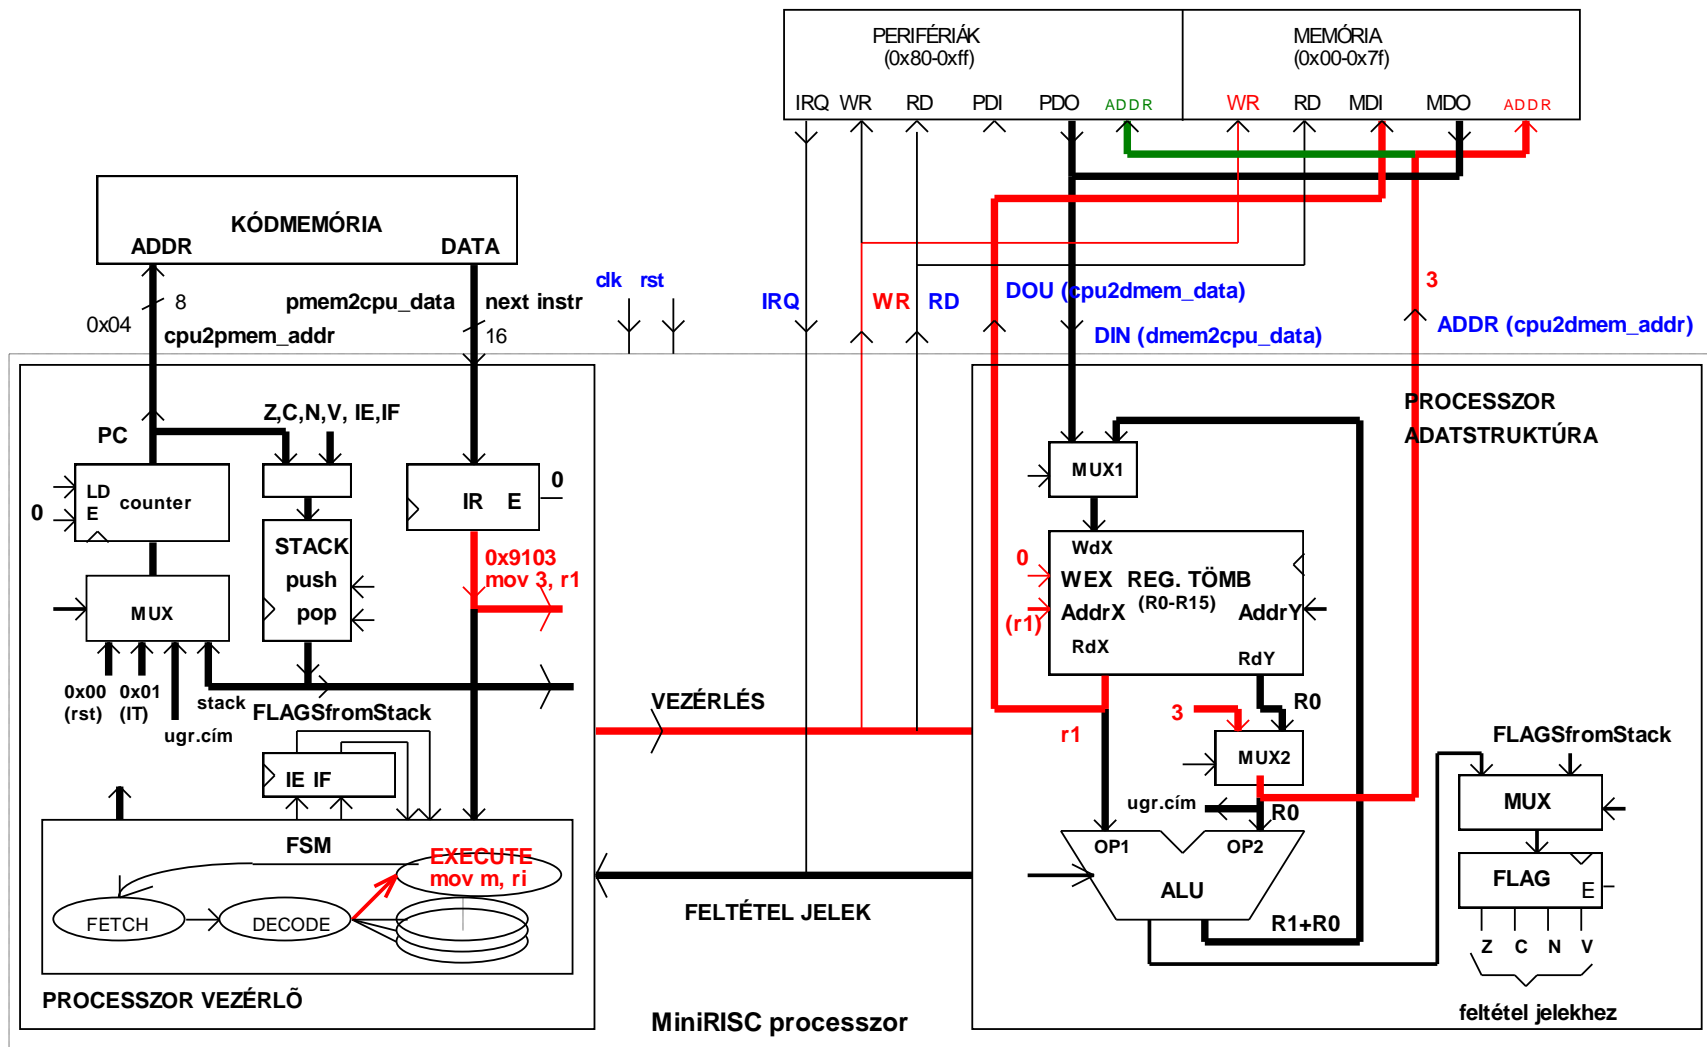 PERIFÉRIÁK
(0x80-0xff)
MEMÓRIA
(0x00-0x7f)
IRQ WR RD PDI PDO ADDR WR RD MDI MDO ADDR
KÓDMEMÓRIA
ADDR DATA
8
0x04
cpu2pmem_addr
pmem2cpu_data next instr
16
clk rst
IRQ WR RD
DOU (cpu2dmem_data)
DIN (dmem2cpu_data)
3
ADDR (cpu2dmem_addr)
PC
Z,C,N,V, IE,IF
LD
E
counter
0
IR E
0
STACK
push
pop
0x9103
mov 3, r1
MUX
0x00
(rst)
0x01
(IT)
ugr.cím
stack
FLAGSfromStack
IE IF
FSM
EXECUTE
mov m, ri
FETCH
DECODE
PROCESSZOR VEZÉRLÕ
VEZÉRLÉS
FELTÉTEL JELEK
MiniRISC processzor
PROCESSZOR
ADATSTRUKTÚRA
MUX1
WdX
0
WEX REG. TÖMB
(R0-R15)
AddrX AddrY
(r1)
RdX
RdY
R0
3
r1
MUX2
ugr.cím
R0
OP1 OP2
ALU
R1+R0
FLAGSfromStack
MUX
FLAG
E
Z C N V
feltétel jelekhez